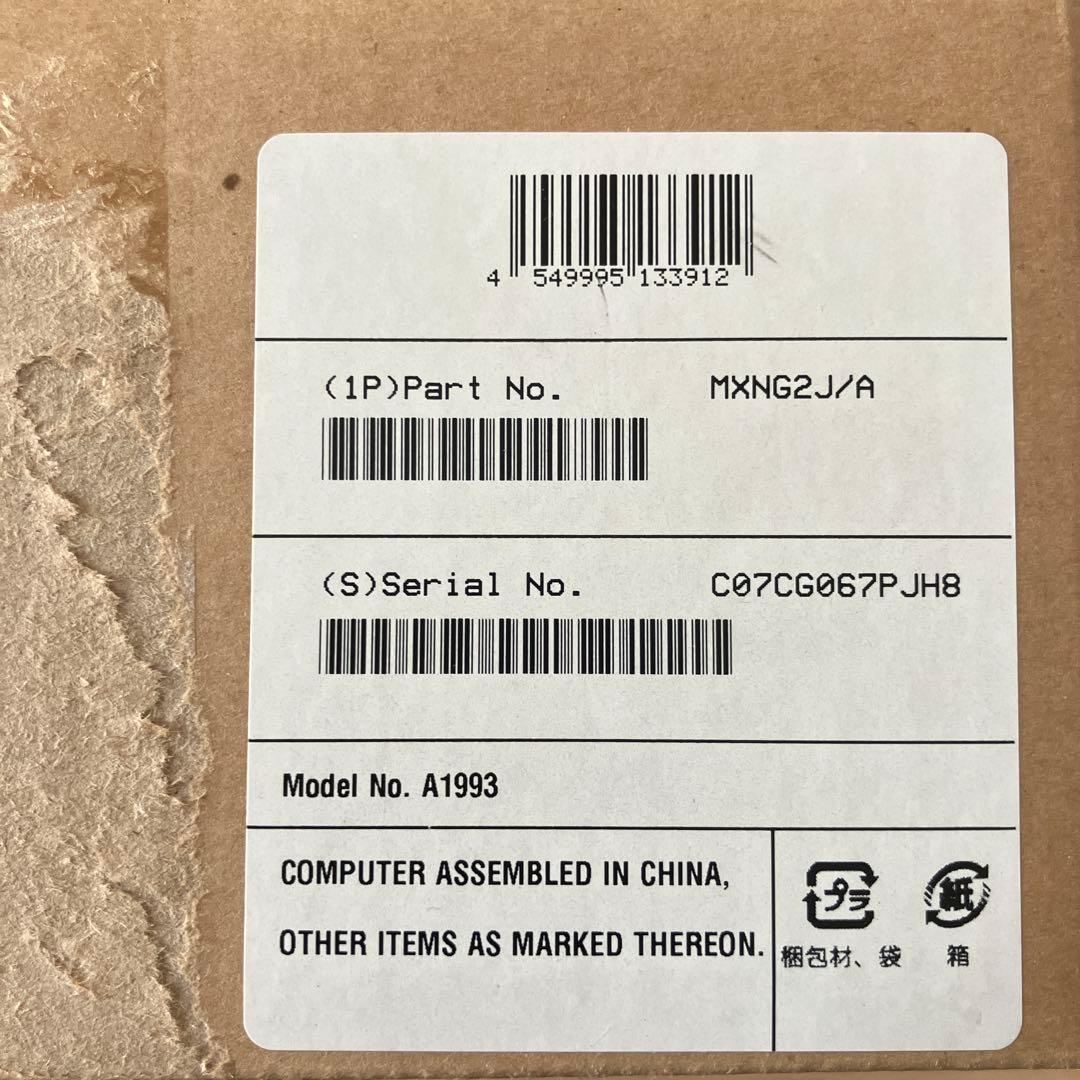 4 549995 133912
(1P)Part No. MXNG2J/A
(S)Serial No. C07CG067PJH8
Model No. A1993
COMPUTER ASSEMBLED IN CHINA,
OTHER ITEMS AS MARKED THEREON.
プラ 紙
梱包材、袋 箱